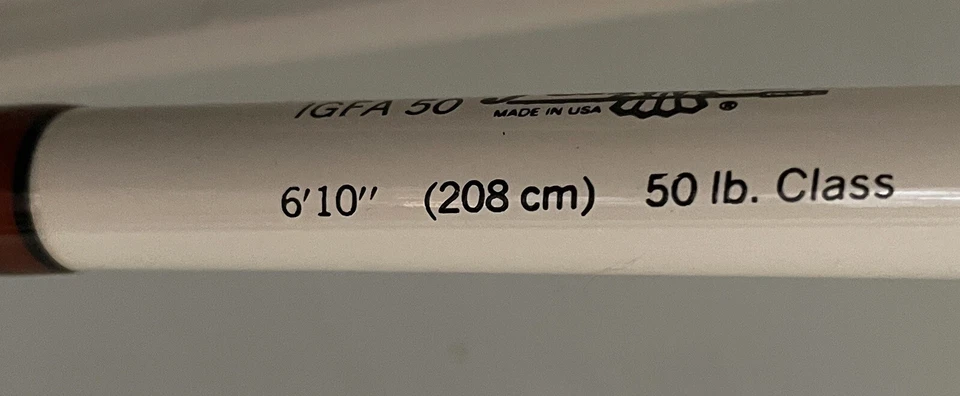 IGFA 50 MADE IN USA ®
6'10" (208 cm) 50 lb. Class